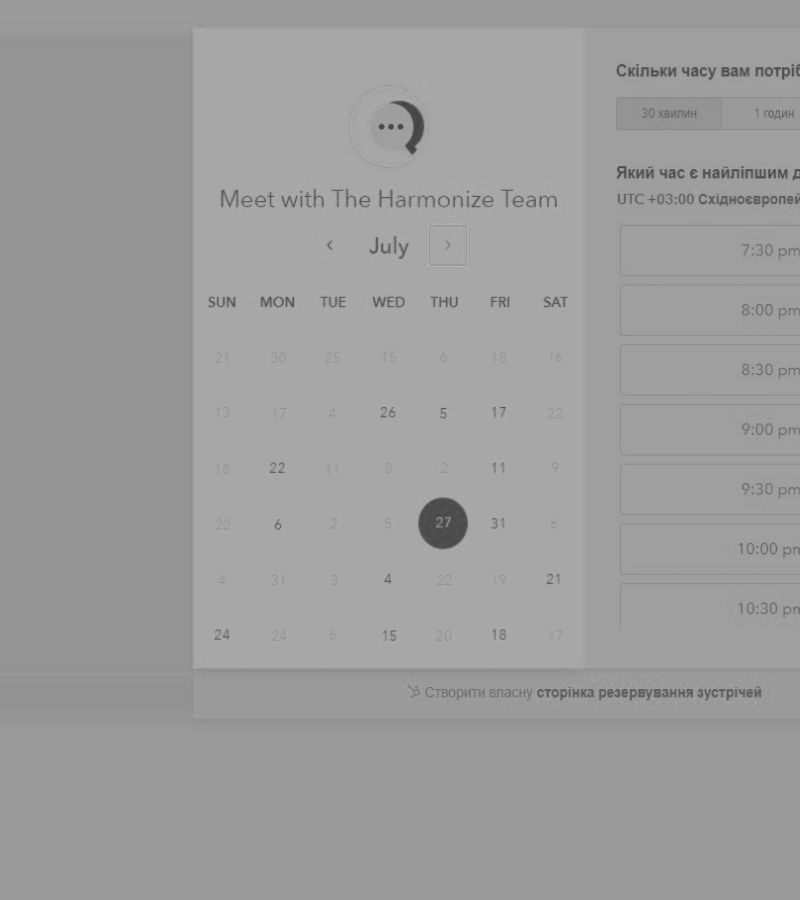 Meet with The Harmonize Team
July
SUN MON TUE WED THU FRI SAT
21 30 25 15 6 18 16
13 17 4 26 5 17 22
18 22 11 8 2 11 9
22 6 2 5 27 31 6
4 31 3 4 22 19 21
24 24 6 15 20 18 17
Скільки часу вам потріб
30 хвилин 1 годин
Який час є найліпшим д
UTC +03:00 Східноєвропей
7:30 pm
8:00 pm
8:30 pm
9:00 pm
9:30 pm
10:00 pm
10:30 pm
Створити власну сторінка резервування зустрічей